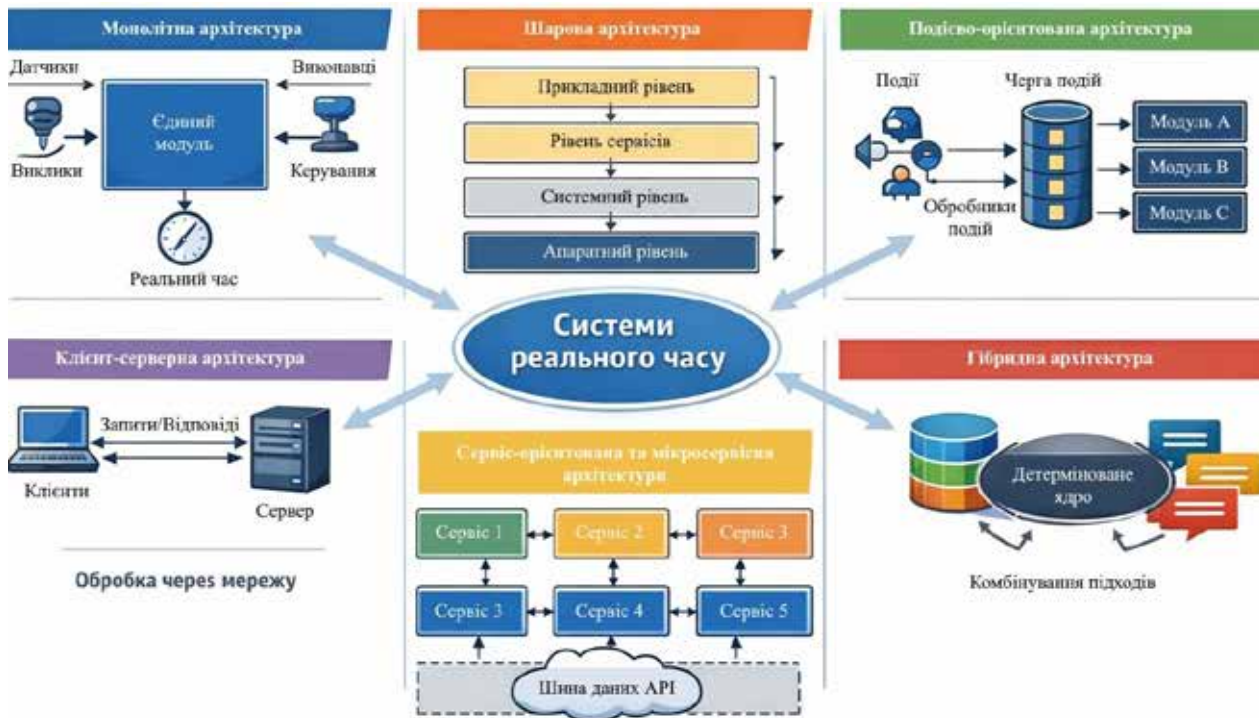 Монолітна архітектура
Датчики
Виконавці
Єдиний
модуль
Виклики
Керування
Реальний час
Шарова архітектура
Прикладний рівень
Рівень сервісів
Системний рівень
Апаратний рівень
Подієво-орієнтована архітектура
Події
Черга подій
Модуль А
Модуль В
Модуль С
Обробники
подій
Системи
реального часу
Клієнт-серверна архітектура
Запити/Відповіді
Клієнти
Сервер
Обробка через мережу
Сервіс-орієнтована та мікросервісна
архітектури
Сервіс 1
Сервіс 2
Сервіс 3
Сервіс 3
Сервіс 4
Сервіс 5
Шина даних API
Гібридна архітектура
Детерміноване
ядро
Комбінування підходів